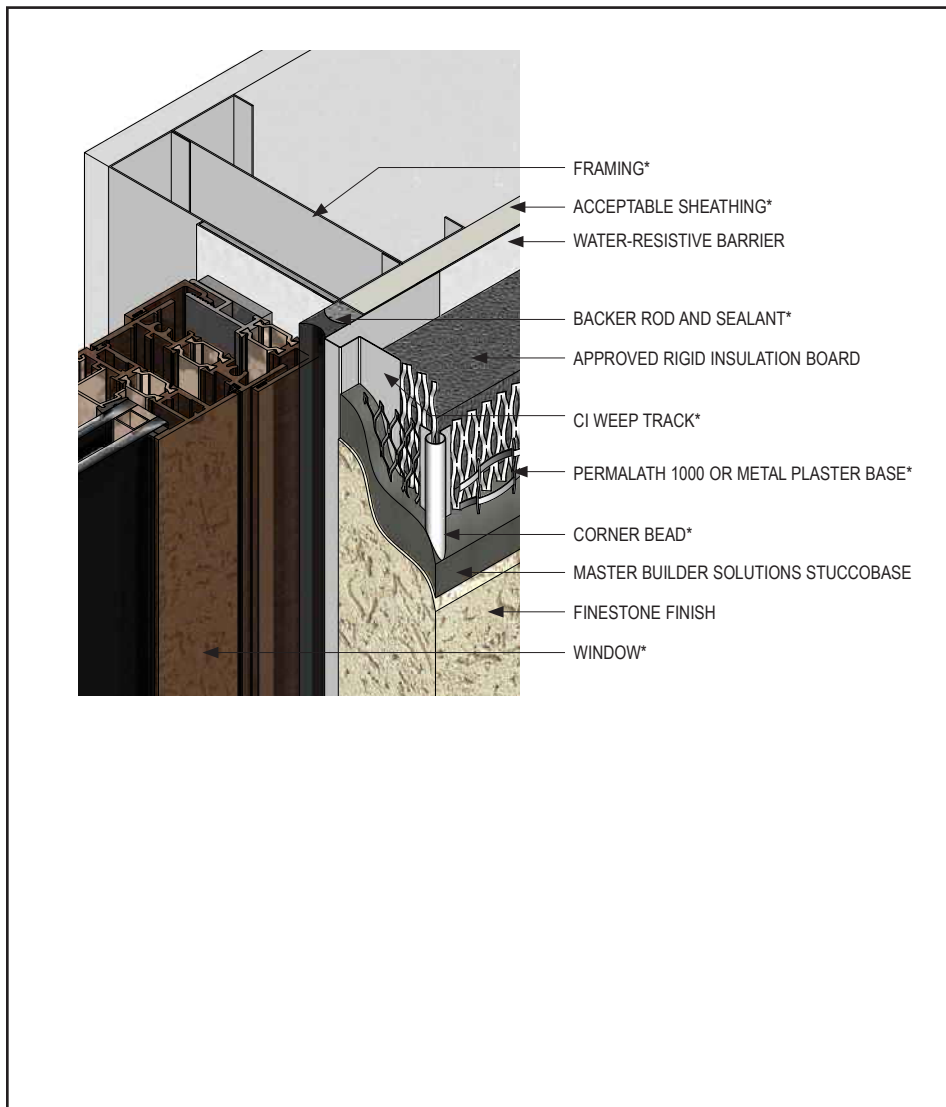 FRAMING*
ACCEPTABLE SHEATHING*
WATER-RESISTIVE BARRIER
BACKER ROD AND SEALANT*
APPROVED RIGID INSULATION BOARD
CI WEEP TRACK*
PERMALATH 1000 OR METAL PLASTER BASE*
CORNER BEAD*
MASTER BUILDER SOLUTIONS STUCCOBASE
FINESTONE FINISH
WINDOW*